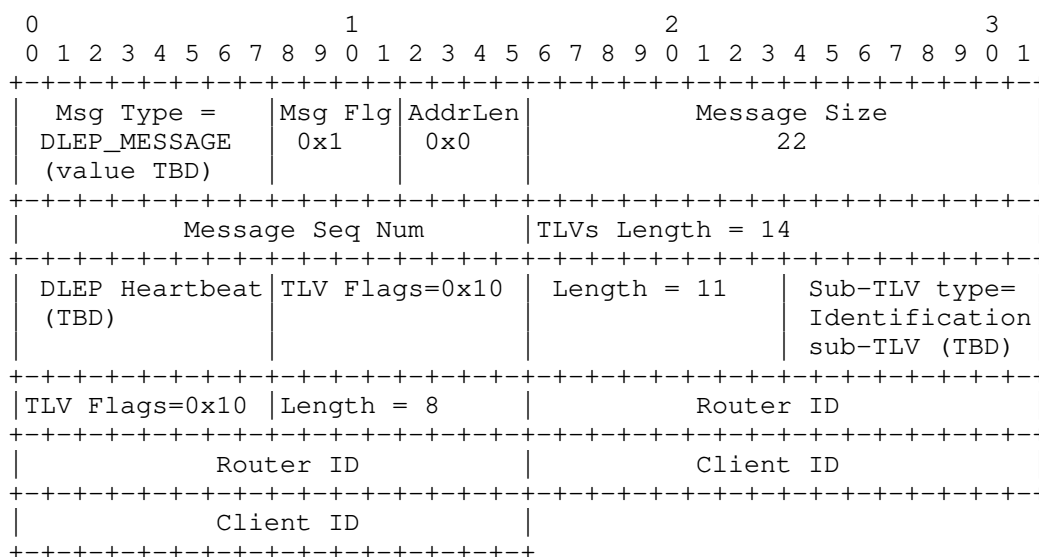 0                   1                   2                   3
0 1 2 3 4 5 6 7 8 9 0 1 2 3 4 5 6 7 8 9 0 1 2 3 4 5 6 7 8 9 0 1
+-+-+-+-+-+-+-+-+-+-+-+-+-+-+-+-+-+-+-+-+-+-+-+-+-+-+-+-+-+-+-+--
|  Msg Type =   |Msg Flg|AddrLen|          Message Size         |
| DLEP_MESSAGE  | 0x1   | 0x0   |               22              |
| (value TBD)   |       |       |                               |
+-+-+-+-+-+-+-+-+-+-+-+-+-+-+-+-+-+-+-+-+-+-+-+-+-+-+-+-+-+-+-+--
|          Message Seq Num      |TLVs Length = 14               |
+-+-+-+-+-+-+-+-+-+-+-+-+-+-+-+-+-+-+-+-+-+-+-+-+-+-+-+-+-+-+-+--
| DLEP Heartbeat|TLV Flags=0x10 | Length = 11   | Sub-TLV type= |
| (TBD)         |               |               | Identification|
|               |               |               | sub-TLV (TBD) |
+-+-+-+-+-+-+-+-+-+-+-+-+-+-+-+-+-+-+-+-+-+-+-+-+-+-+-+-+-+-+-+--
|TLV Flags=0x10 |Length = 8     |          Router ID            |
+-+-+-+-+-+-+-+-+-+-+-+-+-+-+-+-+-+-+-+-+-+-+-+-+-+-+-+-+-+-+-+--
|            Router ID          |          Client ID            |
+-+-+-+-+-+-+-+-+-+-+-+-+-+-+-+-+-+-+-+-+-+-+-+-+-+-+-+-+-+-+-+--
|            Client ID          |
+-+-+-+-+-+-+-+-+-+-+-+-+-+-+-+-+